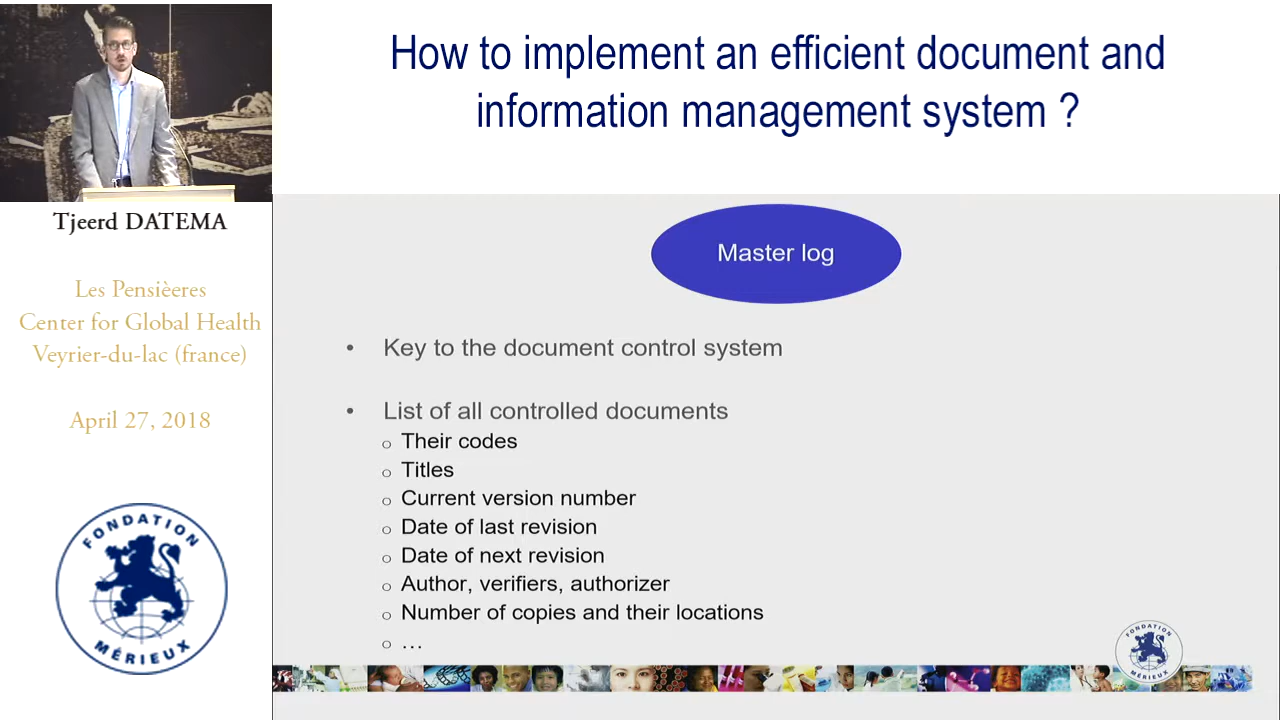 How to implement an efficient document and
information management system ?
Tjeerd DATEMA
Les Pensièeres
Center for Global Health
Veyrier-du-lac (france)
April 27, 2018
FONDATION
MÉRIEUX
Master log
• Key to the document control system
• List of all controlled documents
o Their codes
o Titles
o Current version number
o Date of last revision
o Date of next revision
o Author, verifiers, authorizer
o Number of copies and their locations
o ...
FONDATION
MÉRIEUX